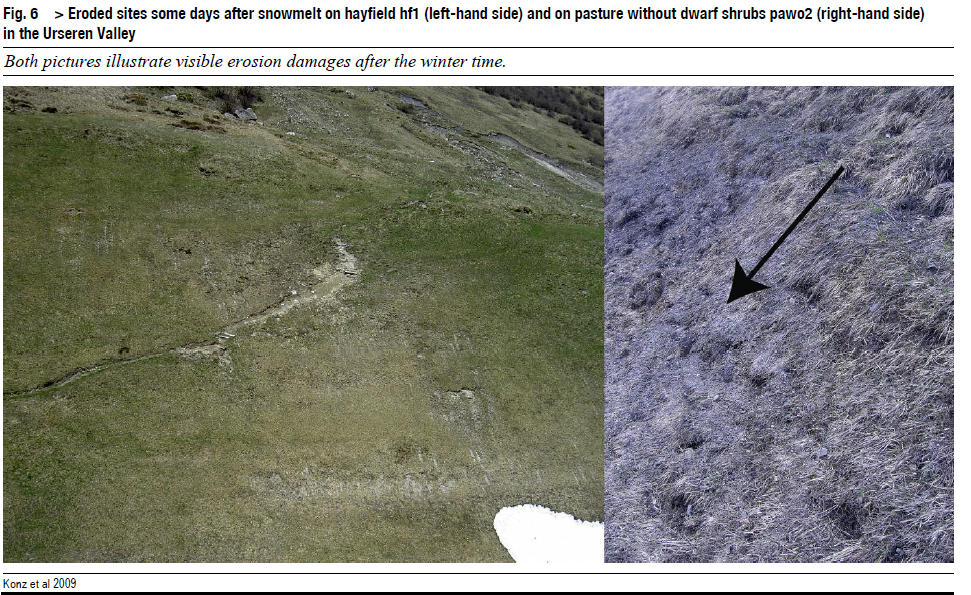 Fig. 6 > Eroded sites some days after snowmelt on hayfield hf1 (left-hand side) and on pasture without dwarf shrubs pawo2 (right-hand side)
in the Urseren Valley
Both pictures illustrate visible erosion damages after the winter time.
Konz et al 2009